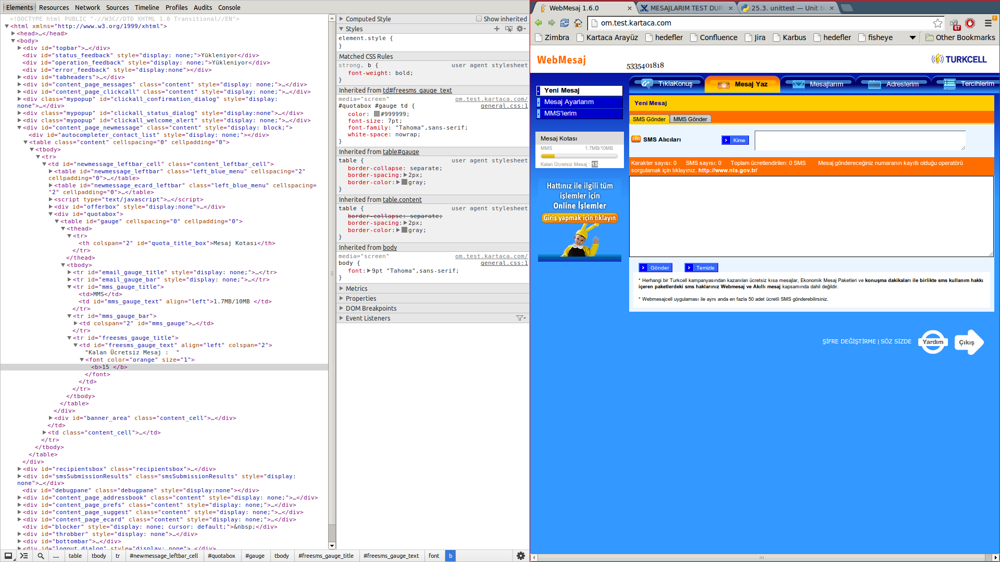 Elements Resources Network Sources Timeline Profiles Audits Console
<!DOCTYPE html PUBLIC "-//W3C//DTD XHTML 1.0 Transitional//EN">
<html xmlns="http://www.w3.org/1999/xhtml">
<head>…</head>
<body>
<div id="topbar">…</div>
<div id="status_feedback" style="display: none;">Yükleniyor</div>
<div id="operation_feedback" style="display: none;">Yükleniyor</div>
<div id="error_feedback" style="display:none"></div>
<div id="tabheaders">…</div>
<div id="content_page_messages" class="content" style="display: none;">…</div>
<div id="content_page_clickcall" class="content" style="display: none;">…</div>
<div class="mypopup" id="clickall_confirmation_dialog" style="display:
none;">…</div>
<div class="mypopup" id="clickall_status_dialog" style="display: none;">…</div>
<div class="mypopup" id="clickall_welcome_alert" style="display: none;">…</div>
<div id="content_page_newmessage" class="content" style="display: block;">
<div id="autocompleter_contact_list" style="display: none;"></div>
<table class="content" cellspacing="0" cellpadding="0">
<tbody>
<tr>
<td id="newmessage_leftbar_cell" class="content_leftbar_cell">
<table id="newmessage_leftbar" class="left_blue_menu" cellspacing="2"
cellpadding="0">…</table>
<table id="newmessage_ecard_leftbar" class="left_blue_menu" cellspacing=
"2" cellpadding="0">…</table>
<script type="text/javascript">…</script>
<div id="offerbox" style="display:none">…</div>
<div id="quotabox">
<table id="gauge" cellspacing="0" cellpadding="0">
<thead>
<tr>
<th colspan="2" id="quota_title_box">Mesaj Kotası</th>
</tr>
</thead>
<tbody>
<tr id="email_gauge_title" style="display: none;">…</tr>
<tr id="email_gauge_bar" style="display: none;">…</tr>
<tr id="mms_gauge_title">
<td>MMS</td>
<td id="mms_gauge_text" align="left">1.7MB/10MB </td>
</tr>
<tr id="mms_gauge_bar">
<td colspan="2" id="mms_gauge">…</td>
</tr>
<tr id="freesms_gauge_title">
<td id="freesms_gauge_text" align="left" colspan="2">
"Kalan Ücretsiz Mesaj :  "
<font color="orange" size="1">
<b>15 </b>
</font>
</td>
</tr>
</tbody>
</table>
</div>
<div id="banner_area" class="content_cell">…</div>
</td>
<td class="content_cell">…</td>
</tr>
</tbody>
</table>
</div>
<div id="recipientsbox" class="recipientsbox">…</div>
<div id="smsSubmissionResults" class="smsSubmissionResults" style="display:
none">…</div>
<div id="debugpane" class="debugpane" style="display:none"></div>
<div id="content_page_addressbook" class="content" style="display: none;">…</div>
<div id="content_page_prefs" class="content" style="display: none;">…</div>
<div id="content_page_suggest" class="content" style="display: none;">…</div>
<div id="content_page_ecard" class="content" style="display: none;">…</div>
<div id="blocker" style="display: none; cursor: default;">&nbsp;</div>
<div id="throbber" style="display: none">…</div>
<div id="bottombar">…</div>
<div id="logout_dialog" style="display: none">…</div>
... table tbody tr #newmessage_leftbar_cell #quotabox #gauge tbody #freesms_gauge_title #freesms_gauge_text font b
Computed Style Show inherited
Styles
element.style {
}
Matched CSS Rules
strong, b { user agent stylesheet
font-weight: bold;
}
Inherited from td#freesms_gauge_text
media="screen" om.test.kartaca.com/
#quotabox #gauge td { general.css:1
color: #999999;
font-size: 7pt;
font-family: "Tahoma",sans-serif;
white-space: nowrap;
}
Inherited from table#gauge
table { user agent stylesheet
border-collapse: separate;
border-spacing: 2px;
border-color: gray;
}
Inherited from table.content
table { user agent stylesheet
border-collapse: separate;
border-spacing: 2px;
border-color: gray;
}
Inherited from body
media="screen" om.test.kartaca.com/
body { general.css:1
font: 9pt "Tahoma",sans-serif;
}
Metrics
Properties
DOM Breakpoints
Event Listeners
WebMesaj 1.6.0 MESAJLARIM TEST DUR 25.3. unittest — Unit te
om.test.kartaca.com 67
Zimbra Kartaca Arayüz hedefler Confluence Jira Karbus hedefler fisheye Other Bookmarks
WebMesaj 5335401818 TURKCELL
TıklaKonuş Mesaj Yaz Mesajlarım Adreslerim Tercihlerim
Yeni Mesaj
Mesaj Ayarlarım
MMS'lerim
Mesaj Kotası
MMS 1.7MB/10MB
Kalan Ücretsiz Mesaj : 15
Hattınız ile ilgili tüm
işlemler için
Online İşlemler
Giriş yapmak için tıklayın
Yeni Mesaj
SMS Gönder MMS Gönder
SMS SMS Alıcıları Kime
Karakter sayısı: 0 SMS sayısı: 0 Toplam ücretlendirilen: 0 SMS Mesaj göndereceğiniz numaranın kayıtlı olduğu operatörü
sorgulamak için tıklayınız. http://www.nts.gov.tr/
Gönder Temizle
* Herhangi bir Turkcell kampanyasından kazanılan ücretsiz kısa mesajlar, Ekonomik Mesaj Paketleri ve konuşma dakikaları ile birlikte sms kullanım hakkı
içeren paketlerdeki sms haklarınız Webmesaj ve Akıllı mesaj kapsamında dahil değildir.
* Webmesajcell uygulaması ile aynı anda en fazla 50 adet ücretli SMS gönderebilirsiniz.
ŞİFRE DEĞİŞTİRME | SÖZ SİZDE Yardım Çıkış